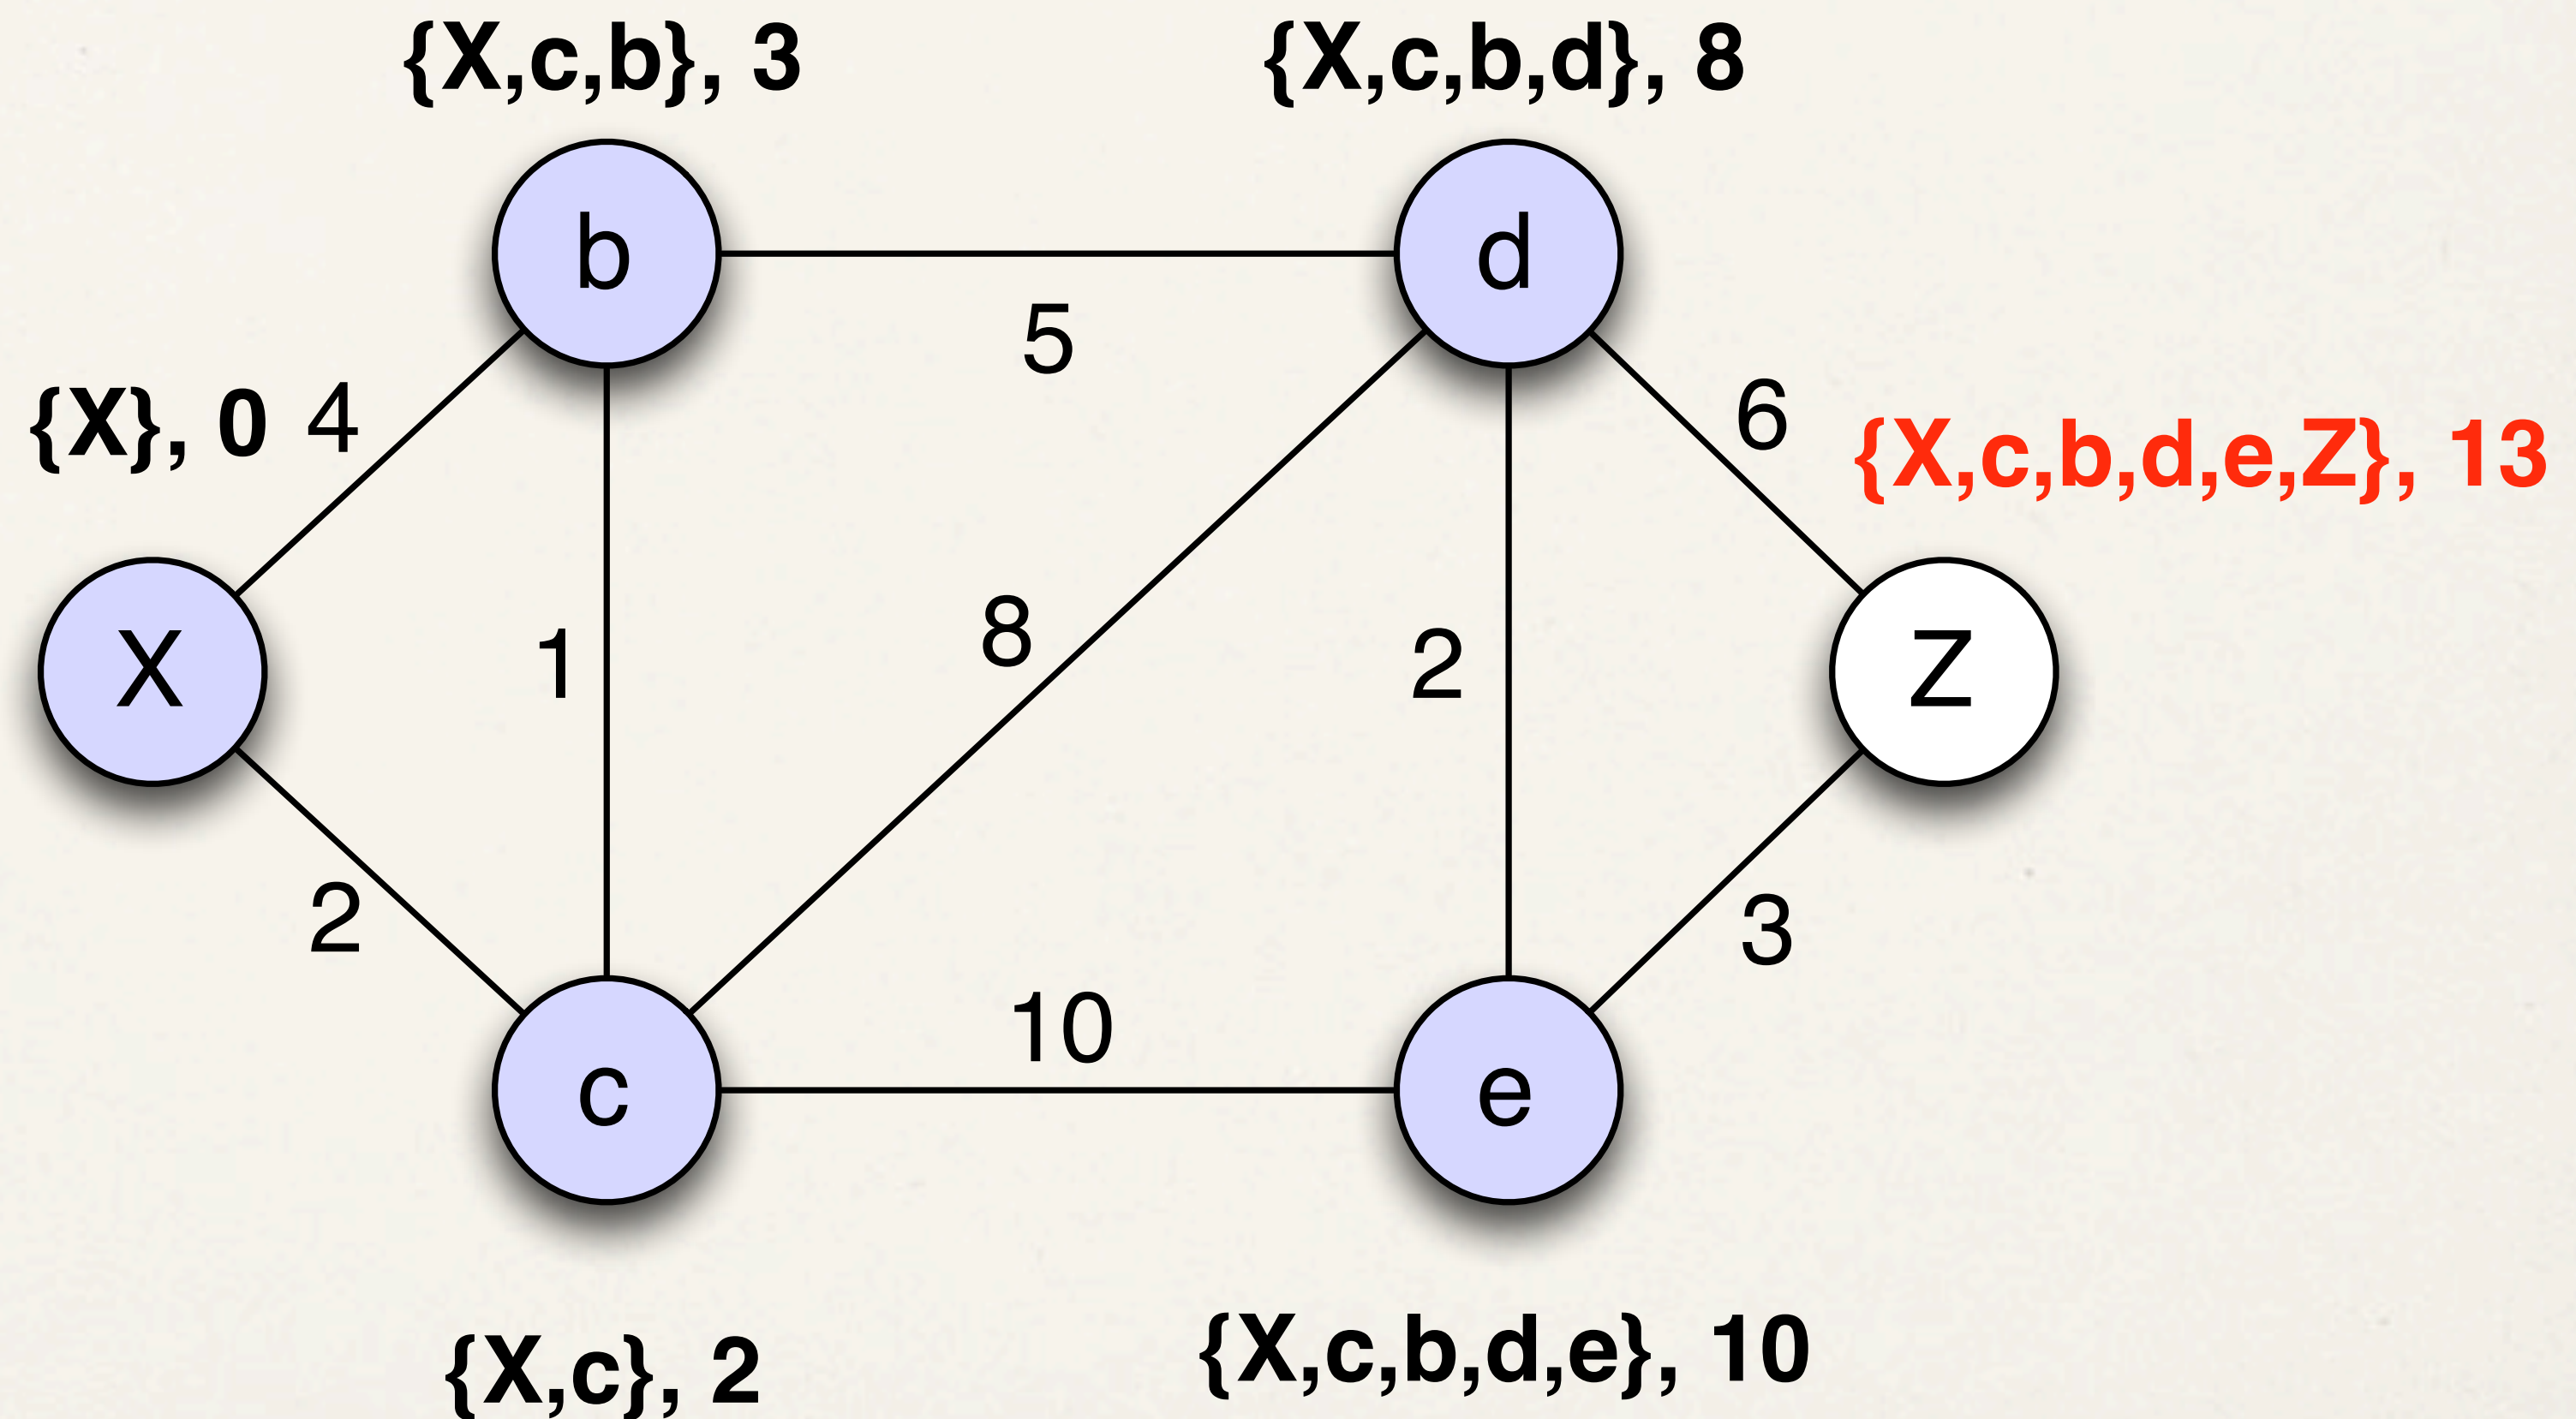 {X,c,b}, 3
{X,c,b,d}, 8
b
d
5
{X}, 0
4
6
{X,c,b,d,e,Z}, 13
X
1
8
2
Z
2
3
10
c
e
{X,c}, 2
{X,c,b,d,e}, 10